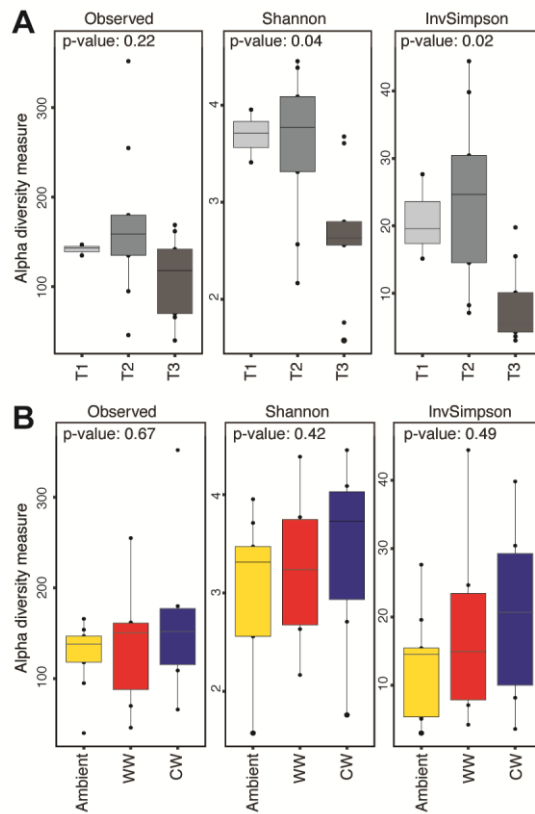 A
Observed
Shannon
InvSimpson
p-value: 0.22
p-value: 0.04
p-value: 0.02
Alpha diversity measure
300
200
100
4
3
2
40
30
20
10
T1
T2
T3
T1
T2
T3
T1
T2
T3
B
Observed
Shannon
InvSimpson
p-value: 0.67
p-value: 0.42
p-value: 0.49
Alpha diversity measure
300
200
100
4
3
2
40
30
20
10
Ambient
WW
CW
Ambient
WW
CW
Ambient
WW
CW